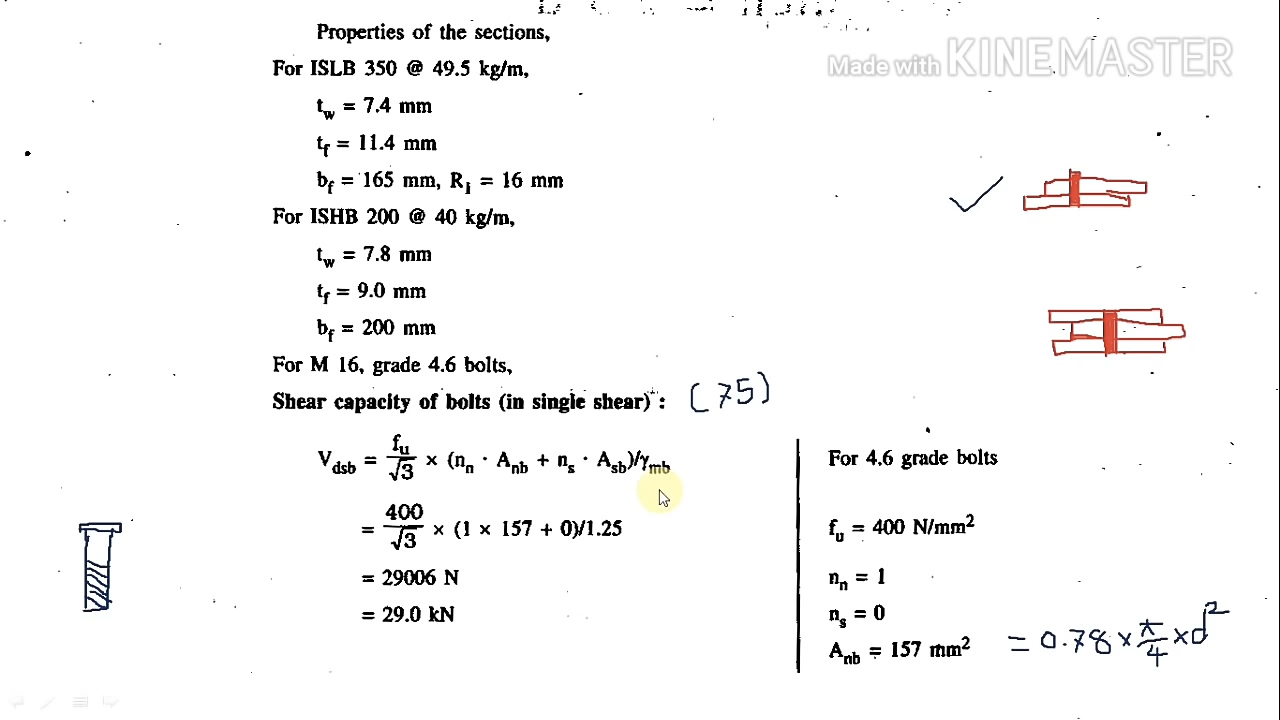 Made with KINEMASTER
Properties of the sections,
For ISLB 350 @ 49.5 kg/m,
t_w = 7.4 mm
t_f = 11.4 mm
b_f = 165 mm, R_i = 16 mm
For ISHB 200 @ 40 kg/m,
t_w = 7.8 mm
t_f = 9.0 mm
b_f = 200 mm
For M 16, grade 4.6 bolts,
Shear capacity of bolts (in single shear) : (75)
V_dsb = f_u/√3 × (n_n · A_nb + n_s · A_sb)/γ_mb
= 400/√3 × (1 × 157 + 0)/1.25
= 29006 N
= 29.0 kN
For 4.6 grade bolts
f_u = 400 N/mm²
n_n = 1
n_s = 0
A_nb = 157 mm² = 0.78 × π/4 × d²